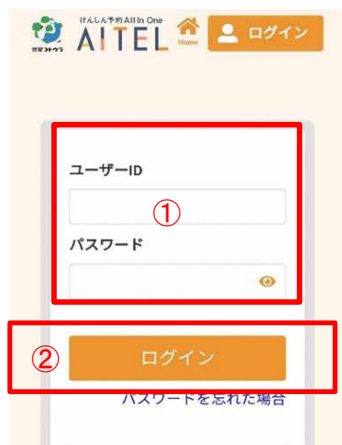 けんしん予約 All In One
AITEL
Home
ログイン
ユーザーID
①
パスワード
②
ログイン
パスワードを忘れた場合